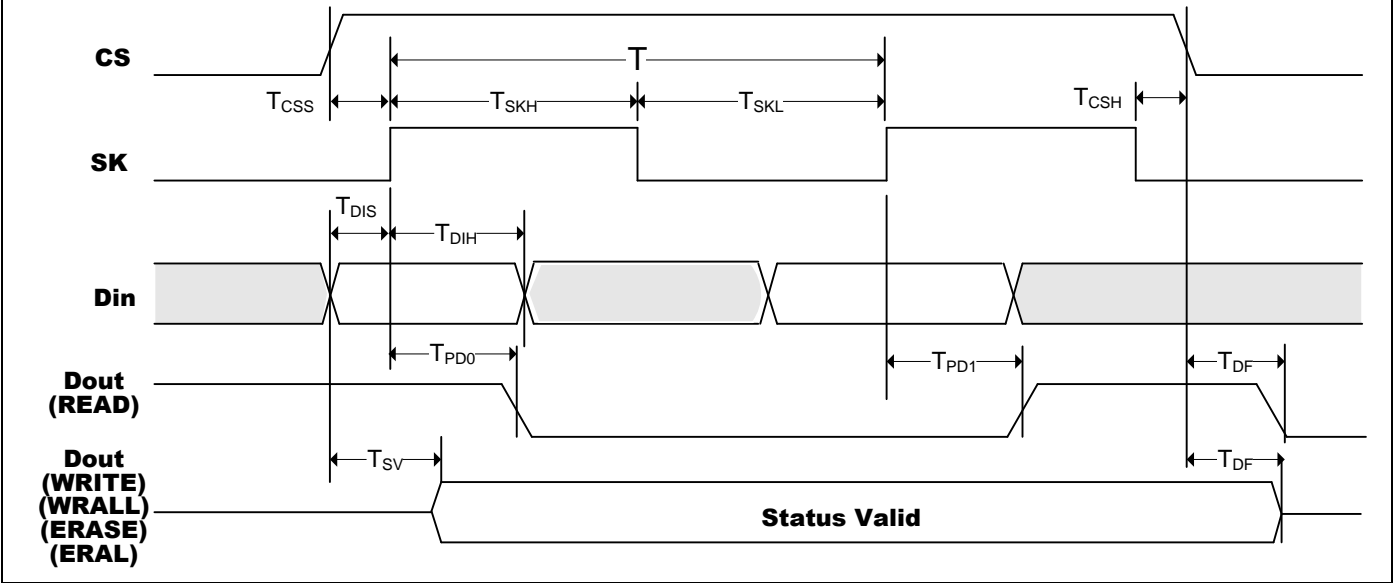 CS
T
TCSS
TSKH
TSKL
TCSH
SK
TDIS
TDIH
Din
TPD0
TPD1
TDF
Dout
(READ)
Dout
(WRITE)
(WRALL)
(ERASE)
(ERAL)
TSV
TDF
Status Valid